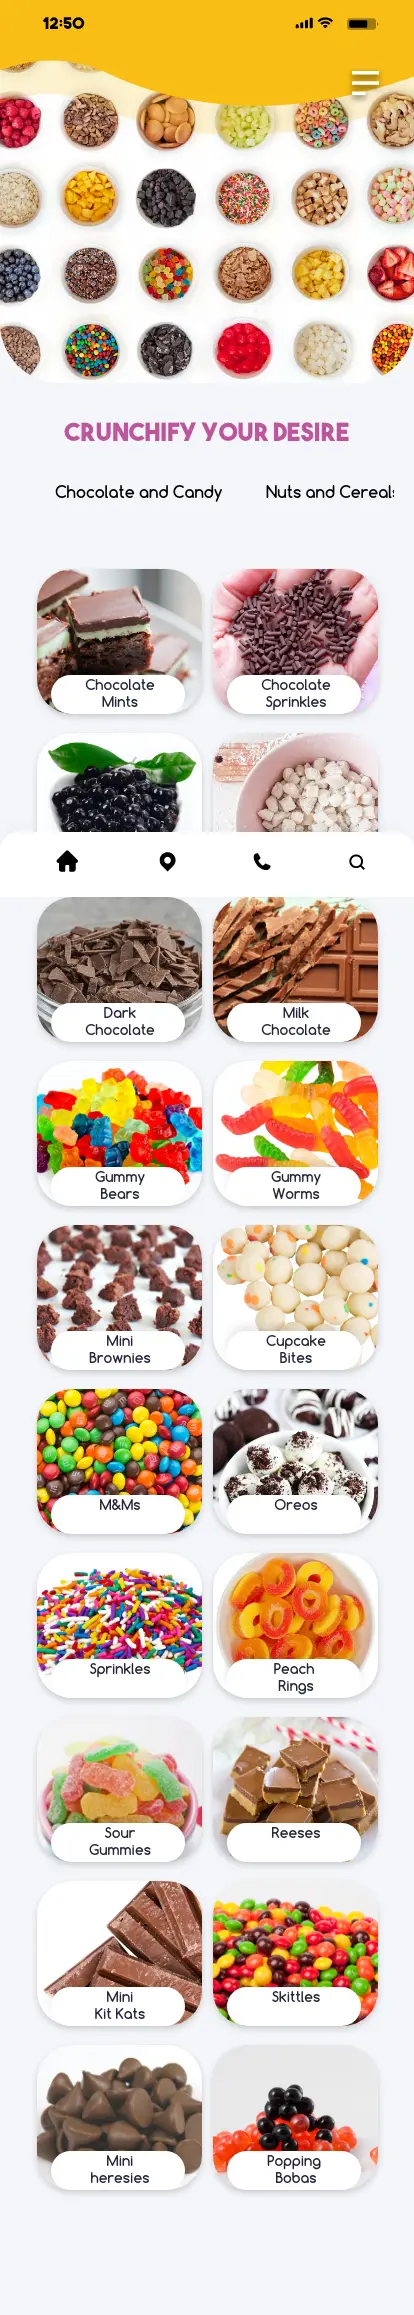 12:50
CRUNCHIFY YOUR DESIRE
Chocolate and Candy Nuts and Cereals
Chocolate
Mints
Chocolate
Sprinkles
Dark
Chocolate
Milk
Chocolate
Gummy
Bears
Gummy
Worms
Mini
Brownies
Cupcake
Bites
M&Ms
Oreos
Sprinkles
Peach
Rings
Sour
Gummies
Reeses
Mini
Kit Kats
Skittles
Mini
heresies
Popping
Bobas